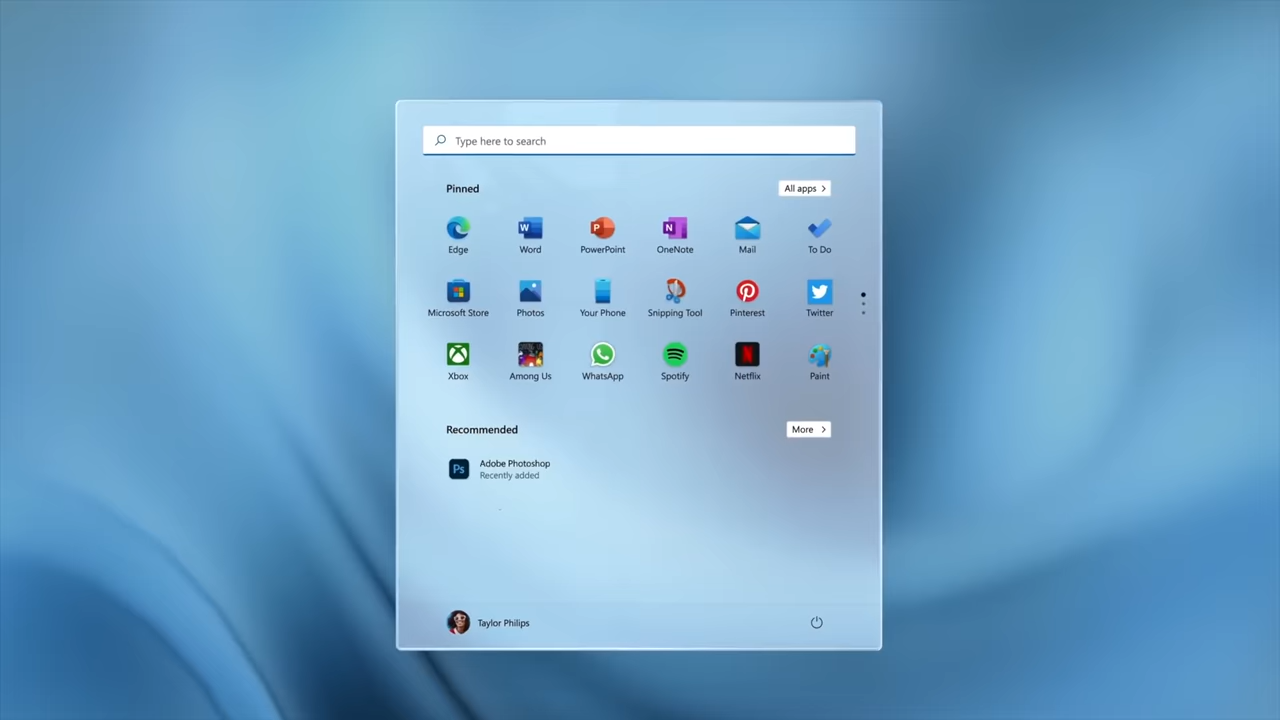 Type here to search
Pinned
All apps
Edge
Word
PowerPoint
OneNote
Mail
To Do
Microsoft Store
Photos
Your Phone
Snipping Tool
Pinterest
Twitter
Xbox
Among Us
WhatsApp
Spotify
Netflix
Paint
Recommended
More
Ps
Adobe Photoshop
Recently added
Taylor Philips